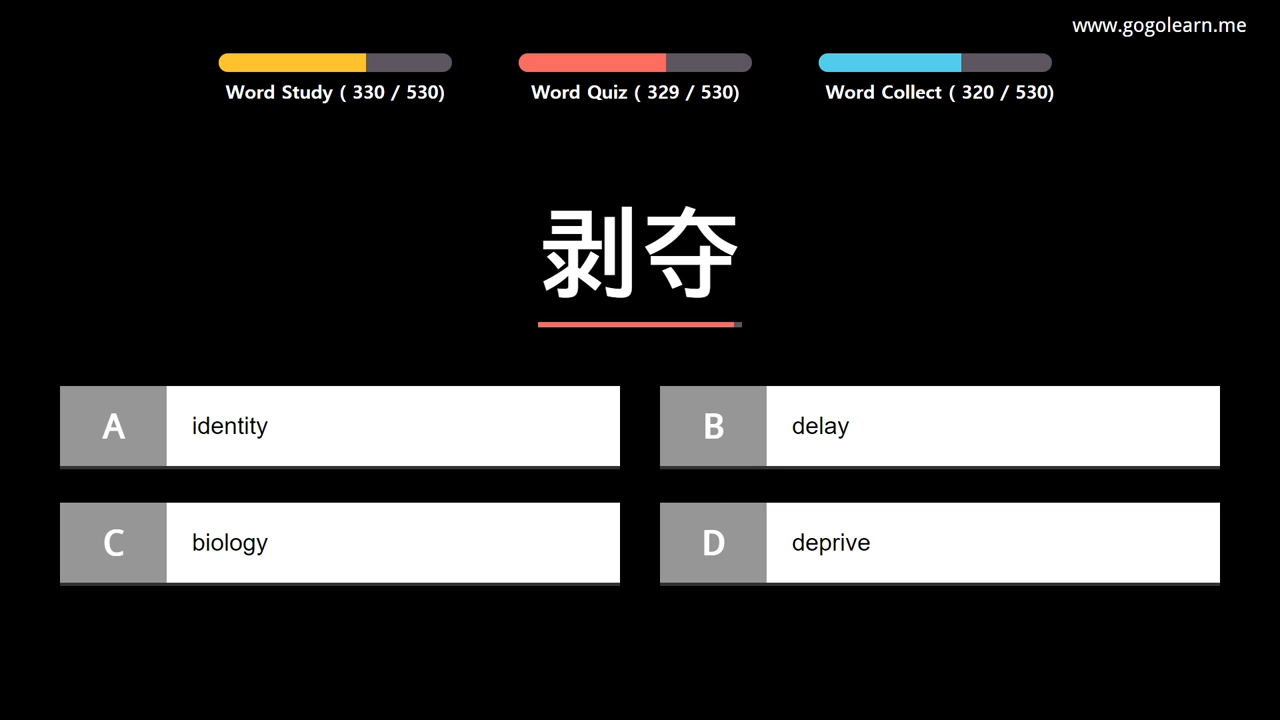 www.gogolearn.me
Word Study ( 330 / 530)
Word Quiz ( 329 / 530)
Word Collect ( 320 / 530)
剥夺
A identity
B delay
C biology
D deprive